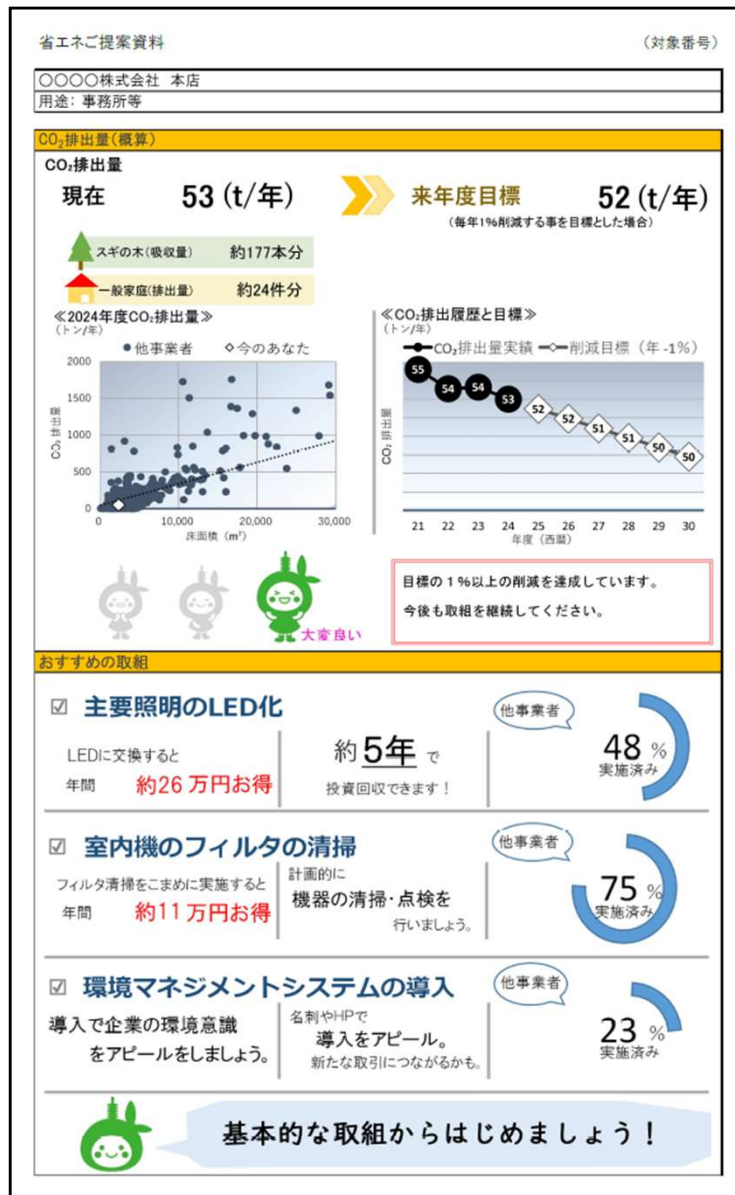 省エネご提案資料 （対象番号）
〇〇〇〇株式会社 本店
用途：事務所等
CO₂排出量（概算）
CO₂排出量
現在 53 (t/年) 来年度目標 52 (t/年)
（毎年1％削減する事を目標とした場合）
スギの木（吸収量） 約177本分
一般家庭（排出量） 約24件分
≪2024年度CO₂排出量≫
（トン/年）
●他事業者 ◇今のあなた
2000
1500
1000
500
0
CO₂ 排出量
0 10,000 20,000 30,000
床面積（㎡）
≪CO₂排出履歴と目標≫
（トン/年）
CO₂排出量実績 削減目標（年 -1％）
55 54 54 53 52 52 51 51 50 50
CO₂ 排出量
21 22 23 24 25 26 27 28 29 30
年度（西暦）
大変良い
目標の１％以上の削減を達成しています。
今後も取組を継続してください。
おすすめの取組
☑ 主要照明のLED化
LEDに交換すると
年間 約26 万円お得
約 5年 で
投資回収できます！
他事業者
48 %
実施済み
☑ 室内機のフィルタの清掃
フィルタ清掃をこまめに実施すると
年間 約11 万円お得
計画的に
機器の清掃・点検を
行いましょう。
他事業者
75 %
実施済み
☑ 環境マネジメントシステムの導入
導入で企業の環境意識
をアピールをしましょう。
名刺やHPで
導入をアピール。
新たな取引につながるかも。
他事業者
23 %
実施済み
基本的な取組からはじめましょう！